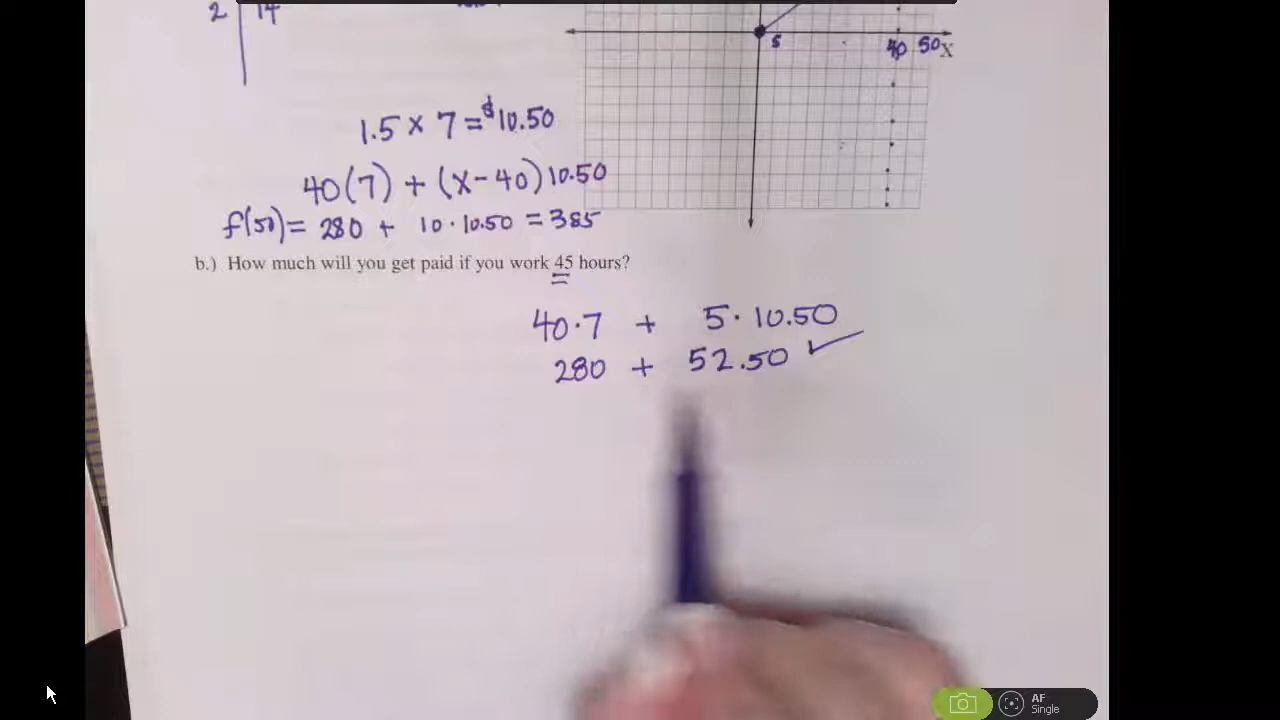 2 14
5 40 50 X
1.5 × 7 = $10.50
40(7) + (x-40)10.50
f(50) = 280 + 10·10.50 = 385
b.) How much will you get paid if you work 45 hours?
40·7 + 5·10.50
280 + 52.50 ✓
AF
Single